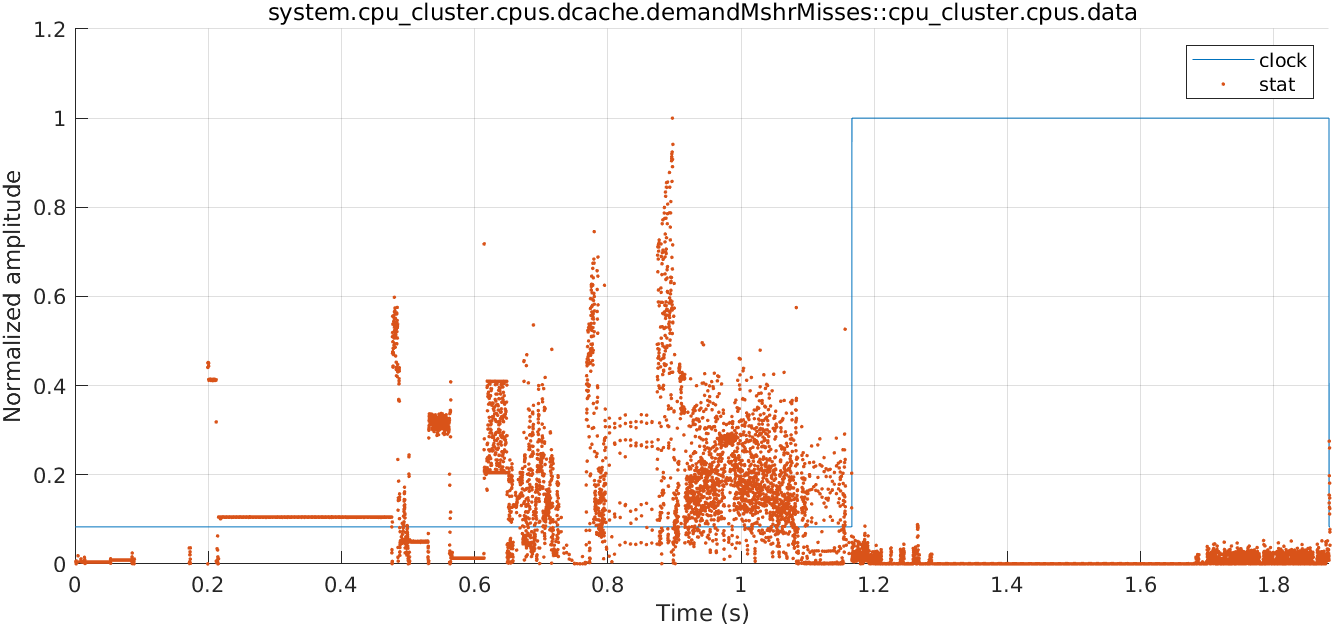 system.cpu_cluster.cpus.dcache.demandMshrMisses::cpu_cluster.cpus.data
1.2
1
0.8
0.6
0.4
0.2
0
Normalized amplitude
clock
stat
0 0.2 0.4 0.6 0.8 1 1.2 1.4 1.6 1.8
Time (s)